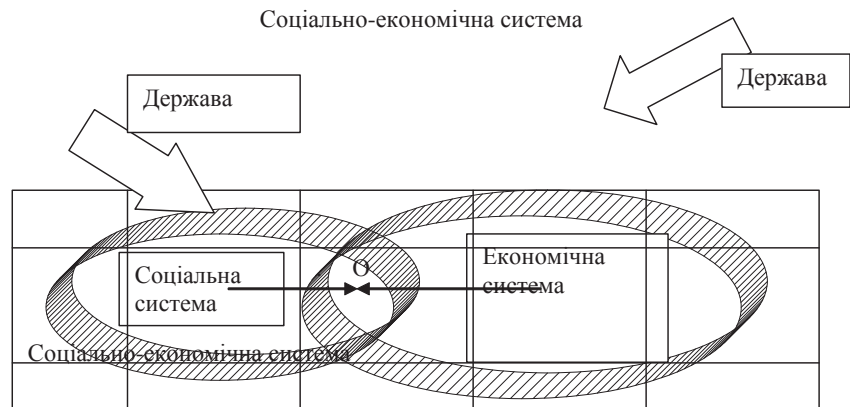 Соціально-економічна система
Держава
Держава
Соціальна
система
О
Економічна
система
Соціально-економічна система